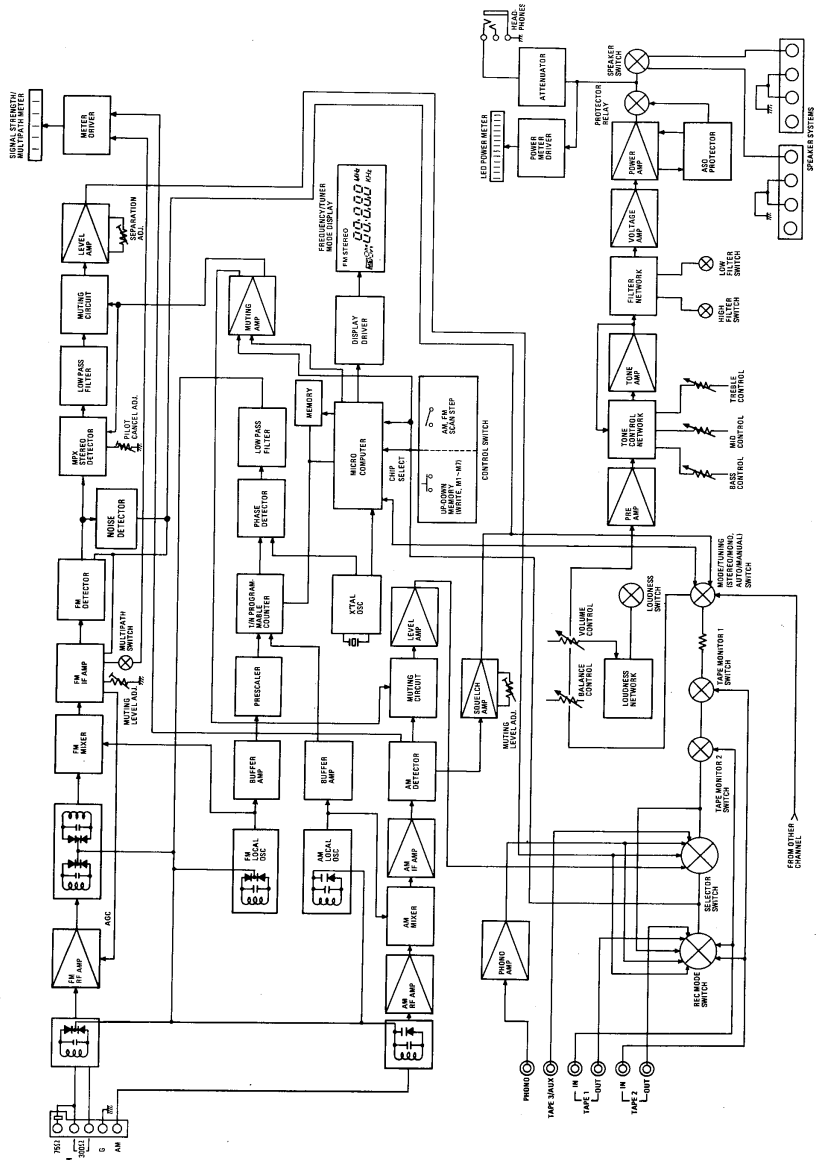 SIGNAL STRENGTH/
MULTIPATH METER
METER
DRIVER
HEAD-
PHONES
ATTENUATOR
SPEAKER
SWITCH
LED POWER METER
POWER
METER
DRIVER
PROTECTOR
RELAY
POWER
AMP
ASO
PROTECTOR
VOLTAGE
AMP
SPEAKER SYSTEMS
LEVEL
AMP
SEPARATION
ADJ.
MUTING
CIRCUIT
LOW PASS
FILTER
MPX
STEREO
DETECTOR
PILOT
CANCEL ADJ.
NOISE
DETECTOR
FM
DETECTOR
FM
IF AMP
MULTIPATH
SWITCH
MUTING
LEVEL ADJ.
FM
MIXER
AGC
FM
RF AMP
75Ω
300Ω
G
AM
FREQUENCY/TUNER
MODE DISPLAY
FM STEREO
MHz
KHz
DISPLAY
DRIVER
MUTING
AMP
MEMORY
MICRO
COMPUTER
CHIP
SELECT
LOW PASS
FILTER
PHASE
DETECTOR
1/N PROGRAM-
MABLE
COUNTER
X'TAL
OSC
PRESCALER
BUFFER
AMP
BUFFER
AMP
FM
LOCAL
OSC
AM
LOCAL
OSC
AM, FM
SCAN STEP
UP-DOWN
MEMORY
(WRITE, M1~M7)
CONTROL SWITCH
LEVEL
AMP
MUTING
CIRCUIT
AM
DETECTOR
SQUELCH
AMP
MUTING
LEVEL ADJ.
AM
IF AMP
AM
MIXER
AM
RF AMP
FILTER
NETWORK
LOW
FILTER
SWITCH
HIGH
FILTER
SWITCH
TONE
AMP
TONE
CONTROL
NETWORK
TREBLE
CONTROL
MID
CONTROL
BASS
CONTROL
PRE
AMP
VOLUME
CONTROL
BALANCE
CONTROL
LOUDNESS
NETWORK
LOUDNESS
SWITCH
MODE/TUNING
(STEREO/MONO,
AUTO/MANUAL)
SWITCH
TAPE MONITOR 1
SWITCH
TAPE MONITOR 2
SWITCH
FROM OTHER
CHANNEL
SELECTOR
SWITCH
REC MODE
SWITCH
PHONO
AMP
PHONO
TAPE 3/AUX
IN
TAPE 1
OUT
IN
TAPE 2
OUT